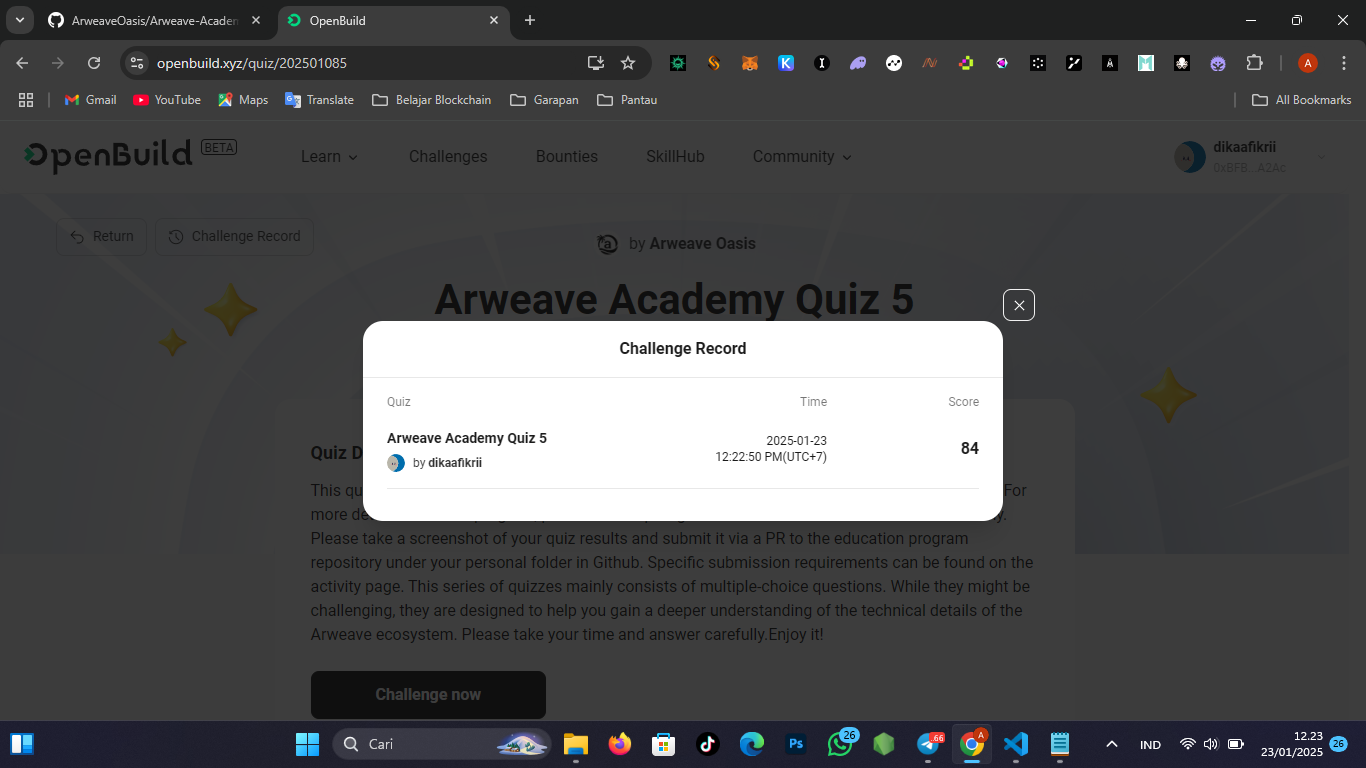 ArweaveOasis/Arweave-Acade
OpenBuild
openbuild.xyz/quiz/202501085
A
Gmail
YouTube
Maps
Translate
Belajar Blockchain
Garapan
Pantau
All Bookmarks
OpenBuild BETA
Learn
Challenges
Bounties
SkillHub
Community
dikaafikrii
0xBFB...A2Ac
Return
Challenge Record
by Arweave Oasis
Arweave Academy Quiz 5
Challenge Record
Quiz
Time
Score
Arweave Academy Quiz 5
by dikaafikrii
2025-01-23
12:22:50 PM(UTC+7)
84
Quiz D
This qu
For
more de
Please take a screenshot of your quiz results and submit it via a PR to the education program
repository under your personal folder in Github. Specific submission requirements can be found on the
activity page. This series of quizzes mainly consists of multiple-choice questions. While they might be
challenging, they are designed to help you gain a deeper understanding of the technical details of the
Arweave ecosystem. Please take your time and answer carefully.Enjoy it!
Challenge now
Cari
Ps
26
.66
A
IND
12.23
23/01/2025
26